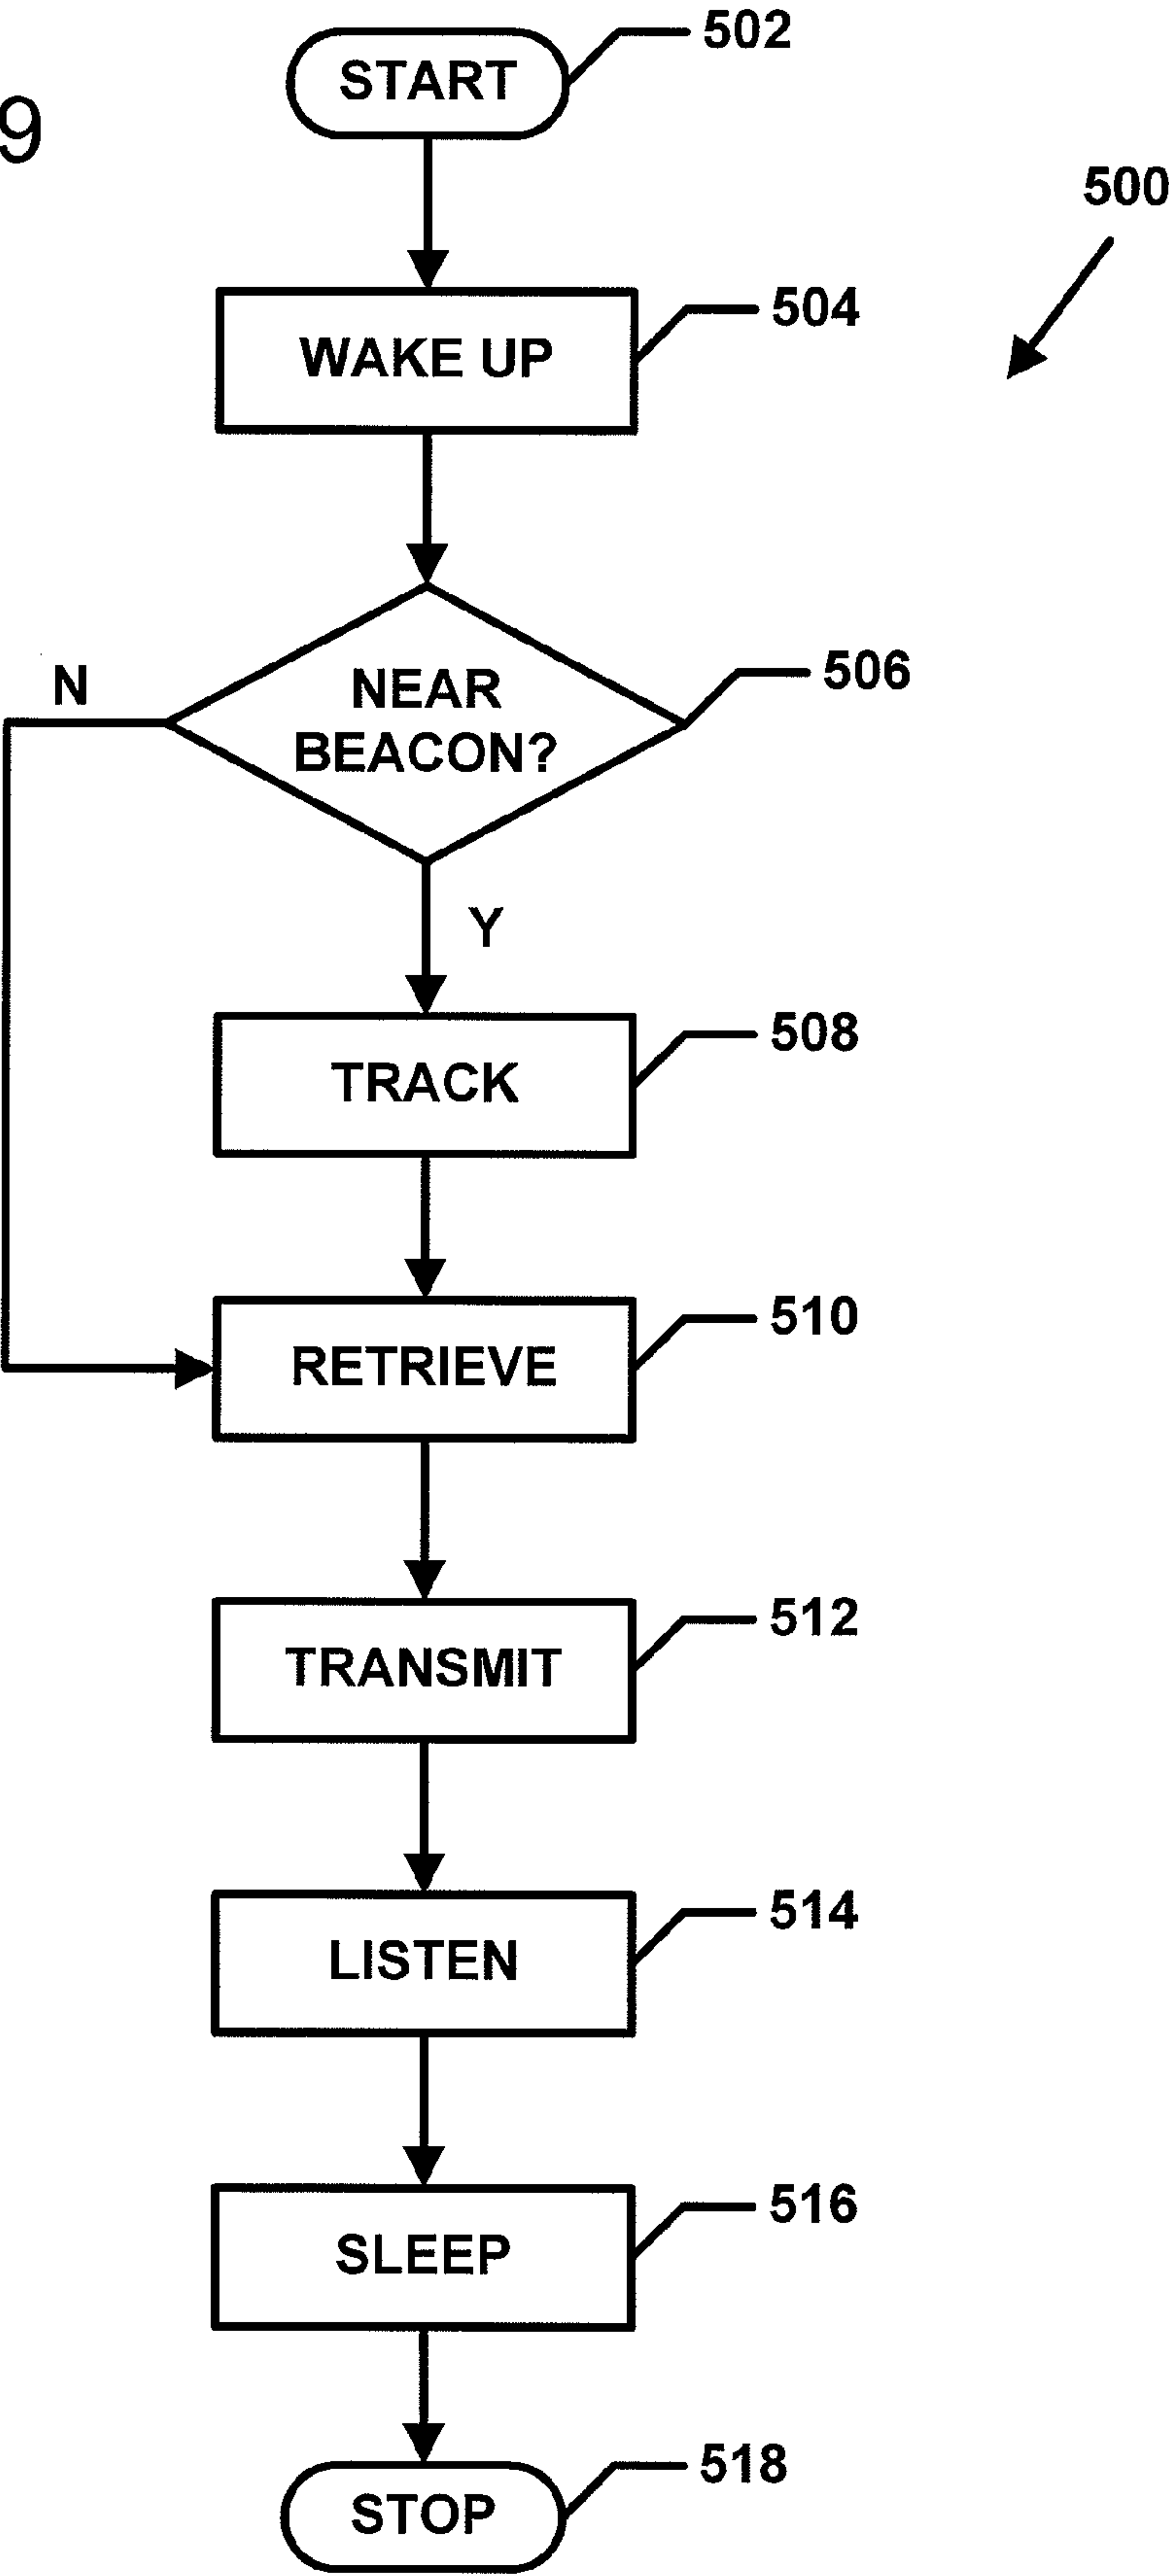 502
START
9
500
504
WAKE UP
506
N
NEAR
BEACON?
Y
508
TRACK
510
RETRIEVE
512
TRANSMIT
514
LISTEN
516
SLEEP
518
STOP